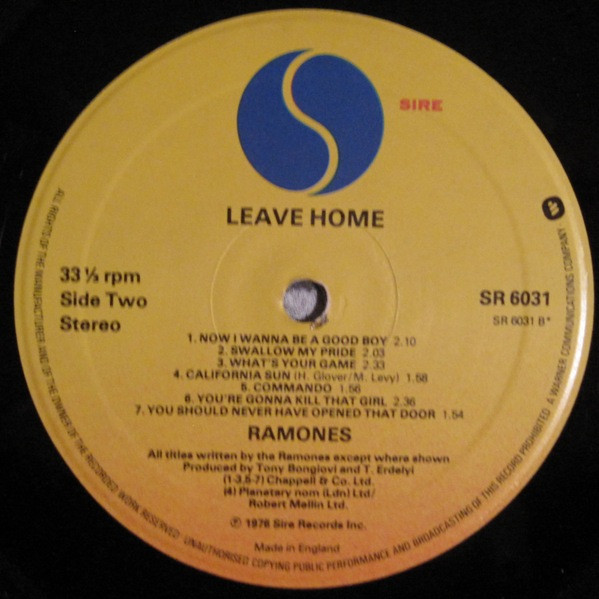 SIRE
LEAVE HOME
33 ⅓ rpm
Side Two
Stereo
SR 6031
SR 6031 B*
1. NOW I WANNA BE A GOOD BOY 2.10
2. SWALLOW MY PRIDE 2.03
3. WHAT'S YOUR GAME 2.33
4. CALIFORNIA SUN (H. Glover/M. Levy) 1.58
5. COMMANDO 1.56
6. YOU'RE GONNA KILL THAT GIRL 2.36
7. YOU SHOULD NEVER HAVE OPENED THAT DOOR 1.54
RAMONES
All titles written by the Ramones except where shown
Produced by Tony Bongiovi and T. Erdelyi
(1-3,5-7) Chappell & Co. Ltd.
(4) Planetary nom (Ldn) Ltd/
Robert Mellin Ltd.
℗ 1976 Sire Records Inc.
Made in England
ALL RIGHTS OF THE MANUFACTURER AND OF THE OWNER OF THE RECORDED WORK RESERVED · UNAUTHORISED COPYING PUBLIC PERFORMANCE AND BROADCASTING OF THIS RECORD PROHIBITED · A WARNER COMMUNICATIONS COMPANY